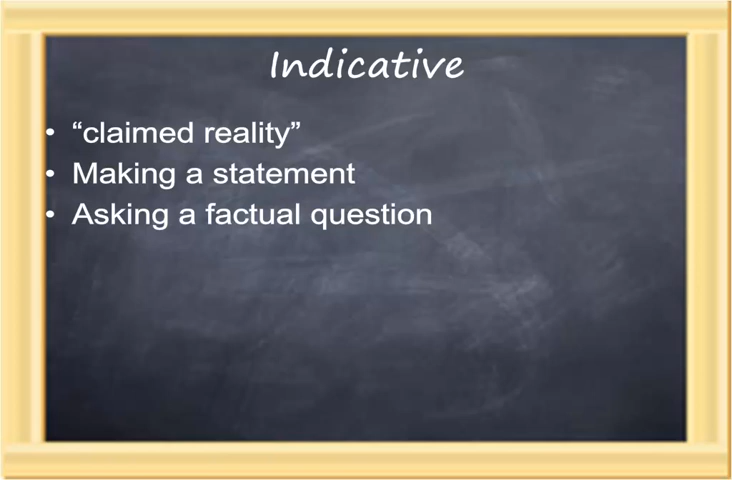 Indicative
• “claimed reality”
• Making a statement
• Asking a factual question